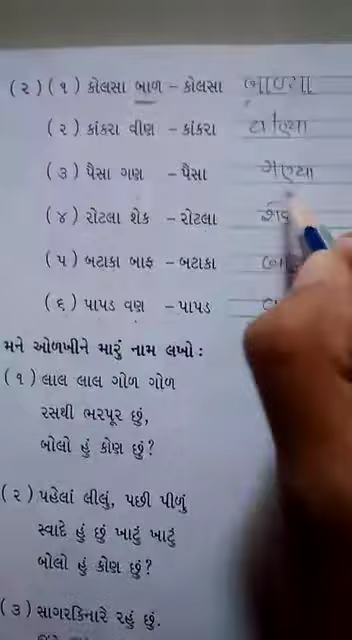 (૨) (૧) કોલસા બાળ - કોલસા બાળ્યા
(૨) કાંકરા વીણ - કાંકરા
(૩) પૈસા ગણ - પૈસા ગણ્યા
(૪) રોટલા શેક - રોટલા
(૫) બટાકા બાફ - બટાકા
(૬) પાપડ વણ - પાપડ
મને ઓળખીને મારું નામ લખો :
(૧) લાલ લાલ ગોળ ગોળ
રસથી ભરપૂર છું,
બોલો હું કોણ છું?
(૨) પહેલાં લીલું, પછી પીળું
સ્વાદે હું છું ખાટું ખાટું
બોલો હું કોણ છું?
(૩) સાગરકિનારે રહું છું.